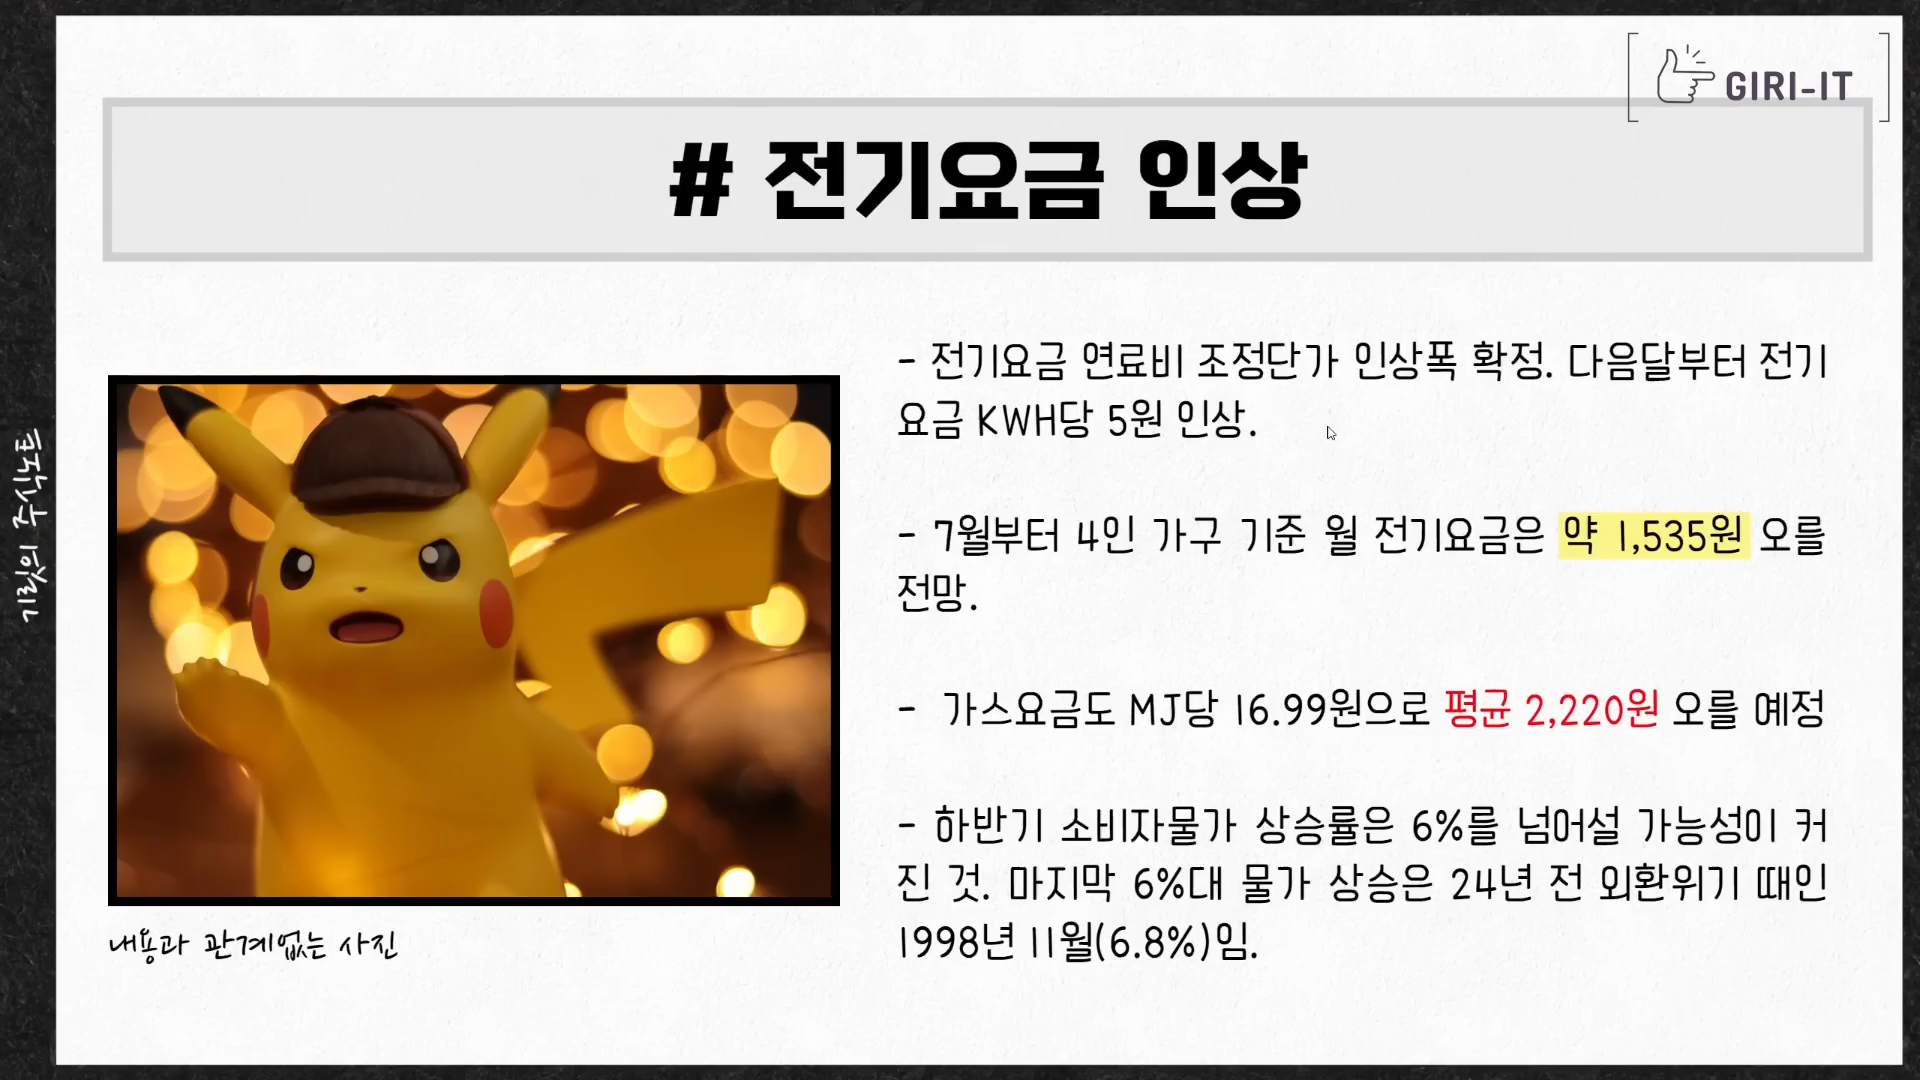 GIRI-IT
# 전기요금 인상
- 전기요금 연료비 조정단가 인상폭 확정. 다음달부터 전기
요금 KWH당 5원 인상.
- 7월부터 4인 가구 기준 월 전기요금은 약 1,535원 오를
전망.
- 가스요금도 MJ당 16.99원으로 평균 2,220원 오를 예정
- 하반기 소비자물가 상승률은 6%를 넘어설 가능성이 커
진 것. 마지막 6%대 물가 상승은 24년 전 외환위기 때인
1998년 11월(6.8%)임.
내용과 관계없는 사진
기릿의 주식노트